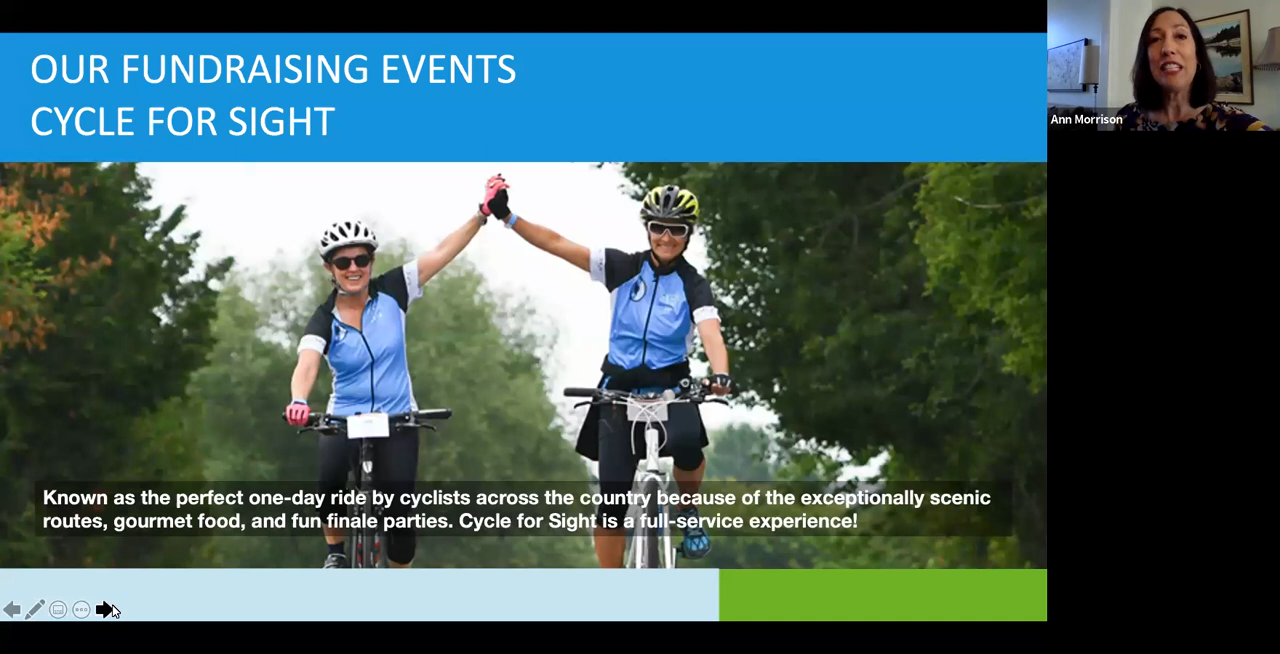 OUR FUNDRAISING EVENTS
CYCLE FOR SIGHT
Ann Morrison
Known as the perfect one-day ride by cyclists across the country because of the exceptionally scenic
routes, gourmet food, and fun finale parties. Cycle for Sight is a full-service experience!